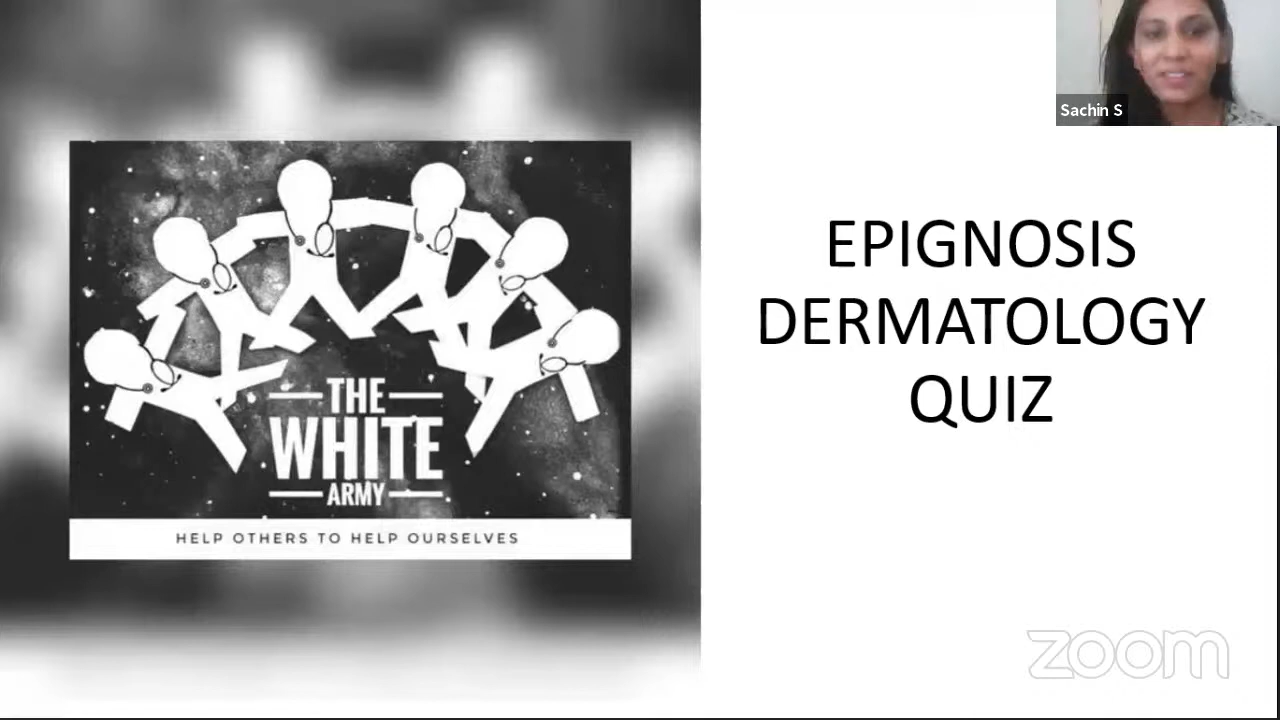 THE
WHITE
ARMY
HELP OTHERS TO HELP OURSELVES
Sachin S
EPIGNOSIS
DERMATOLOGY
QUIZ
zoom